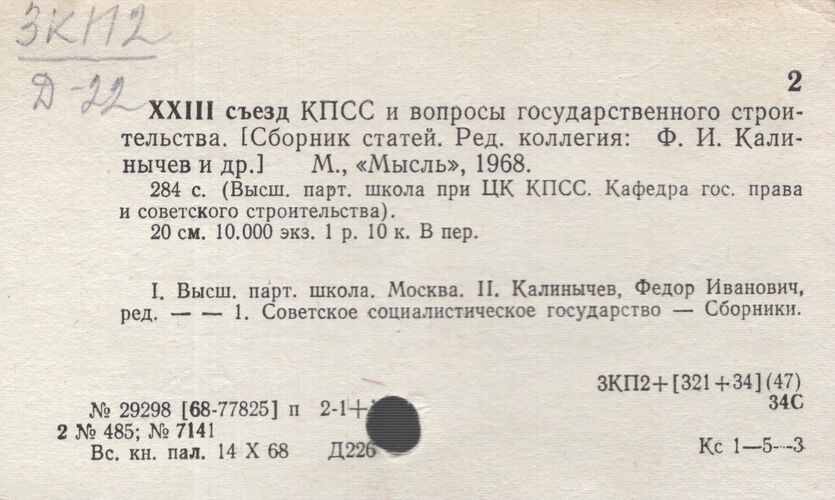 3КП2
Д-22
2
XXIII съезд КПСС и вопросы государственного строи-
тельства. [Сборник статей. Ред. коллегия: Ф. И. Кали-
нычев и др.] М., «Мысль», 1968.
284 с. (Высш. парт. школа при ЦК КПСС. Кафедра гос. права
и советского строительства).
20 см. 10.000 экз. 1 р. 10 к. В пер.
I. Высш. парт. школа. Москва. II. Калинычев, Федор Иванович,
ред. — — 1. Советское социалистическое государство — Сборники.
3КП2+[321+34](47)
34С
№ 29298 [68-77825] п 2-1+
2 № 485; № 7141
Вс. кн. пал. 14 X 68 Д226
Кс 1—5—3